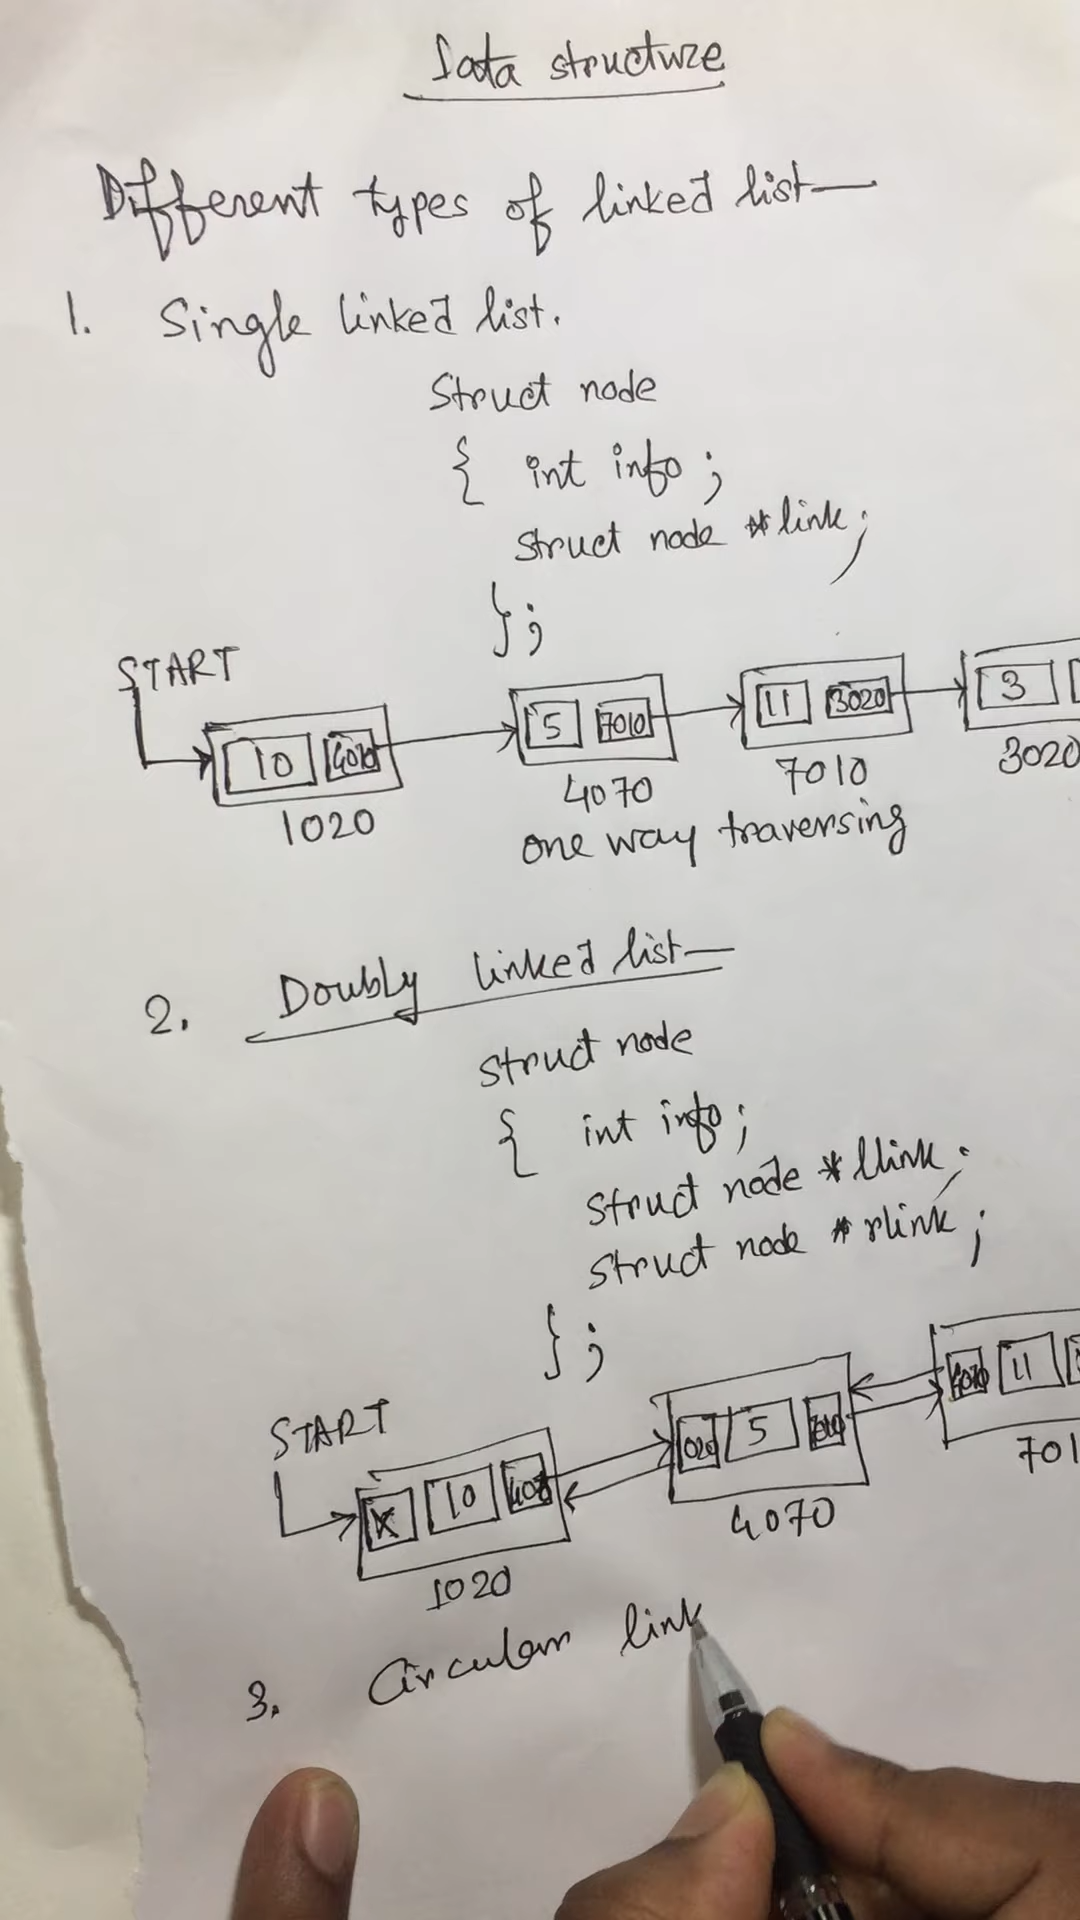 Data structure
Different types of linked list—
1. Single linked list.
Struct node
{ int info;
struct node *link;
};
START
10 5 7010 11 3020 3
1020 4070 7010 3020
one way traversing
2. Doubly linked list—
struct node
{ int info;
struct node *llink;
struct node *rlink;
};
START
X 10 5 11
1020 4070 701
3. Circular link